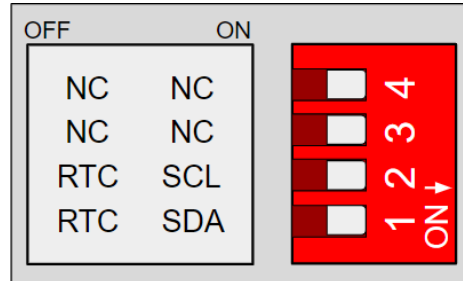 OFF ON
NC NC 4
NC NC 3
RTC SCL 2
RTC SDA 1
ON